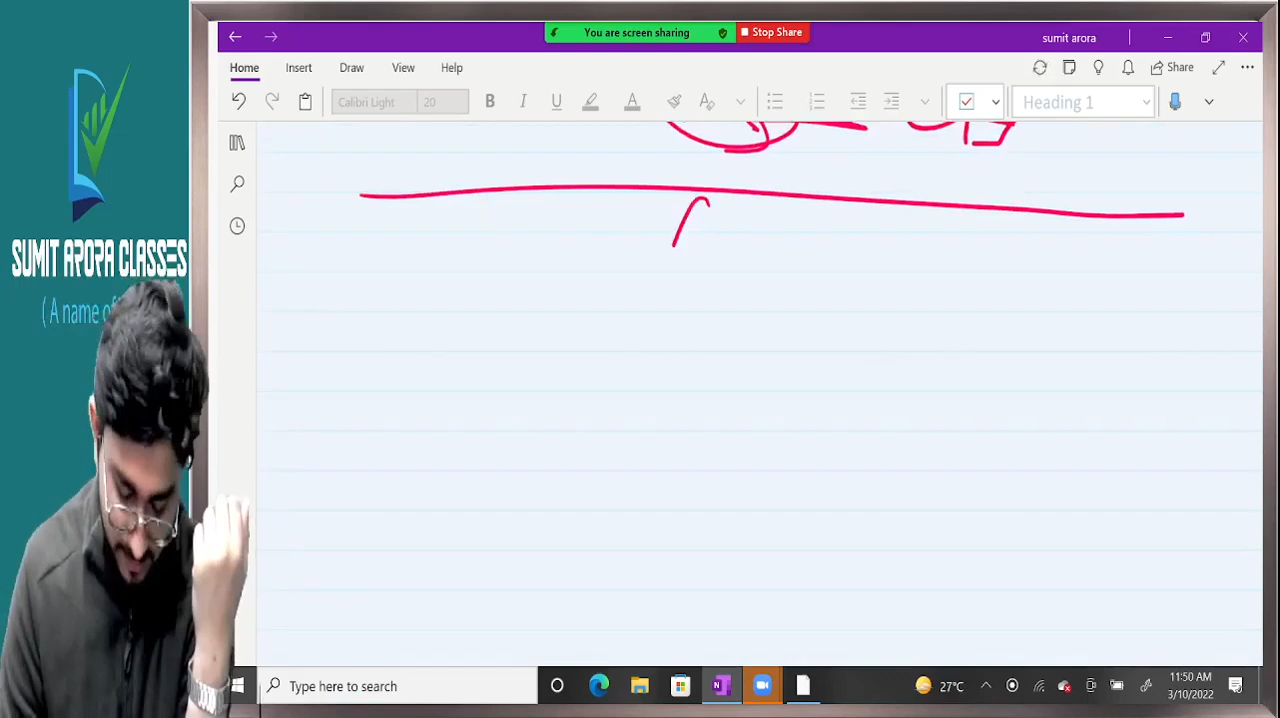 You are screen sharing
Stop Share
sumit arora
Home
Insert
Draw
View
Help
Share
Calibri Light
20
B
I
U
A
Heading 1
SUMIT ARORA CLASSES
( A name of
Type here to search
27°C
11:50 AM
3/10/2022